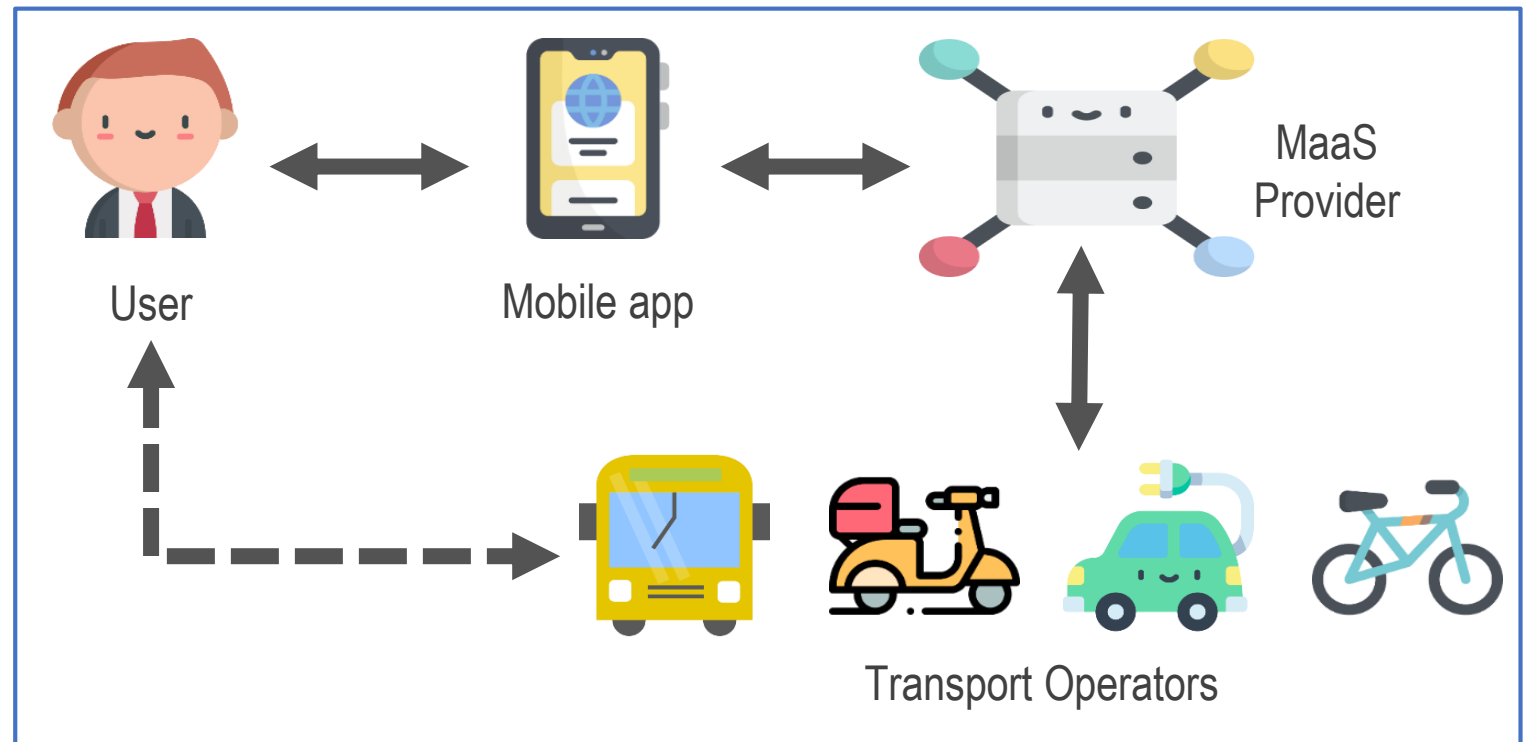 MaaS
Provider
User
Mobile app
Transport Operators